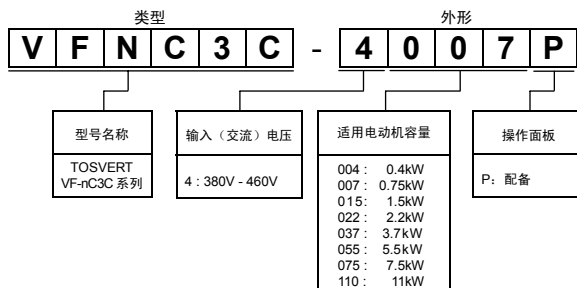 类型
外形
V F N C 3 C - 4 0 0 7 P
型号名称
TOSVERT
VF-nC3C 系列
输入（交流）电压
4 : 380V - 460V
适用电动机容量
004 : 0.4kW
007 : 0.75kW
015: 1.5kW
022 : 2.2kW
037 : 3.7kW
055 : 5.5kW
075 : 7.5kW
110 : 11kW
操作面板
P：配备